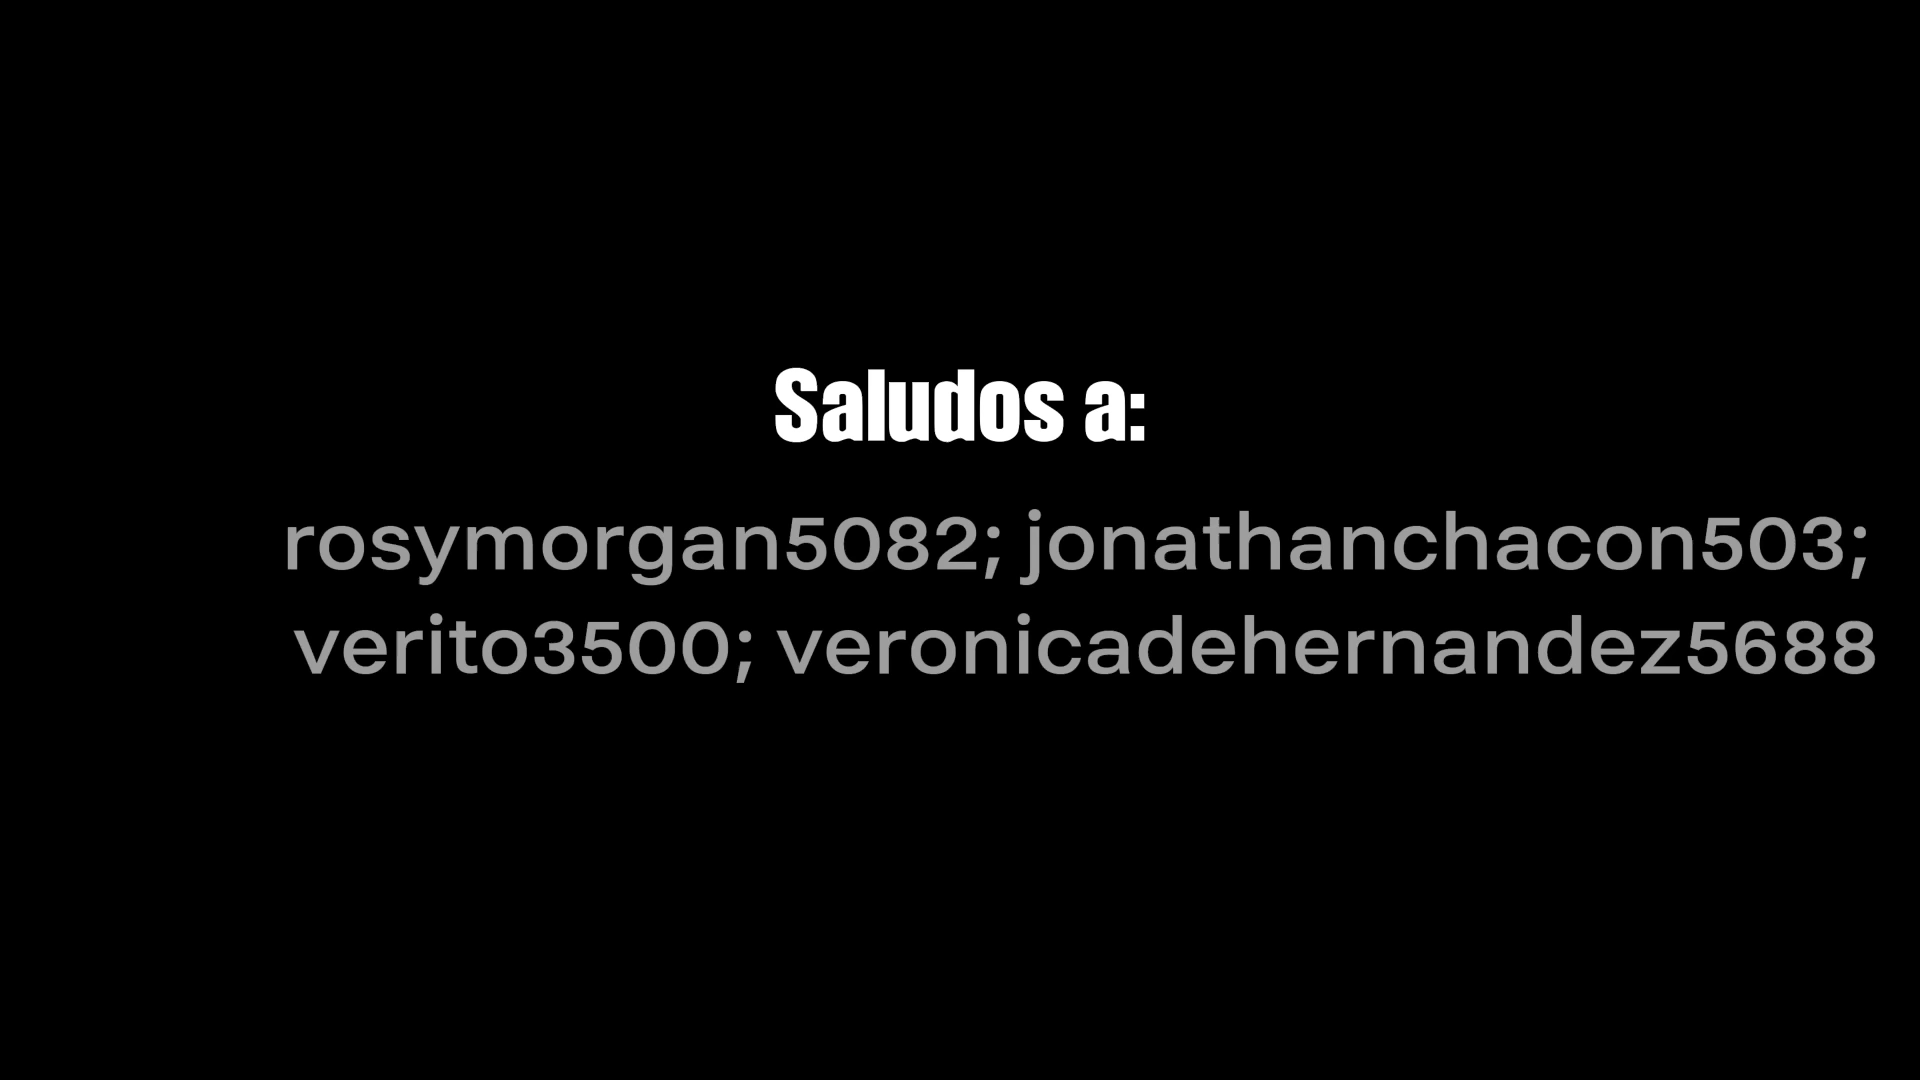 Saludos a:
rosymorgan5082; jonathanchacon503;
verito3500; veronicadehernandez5688